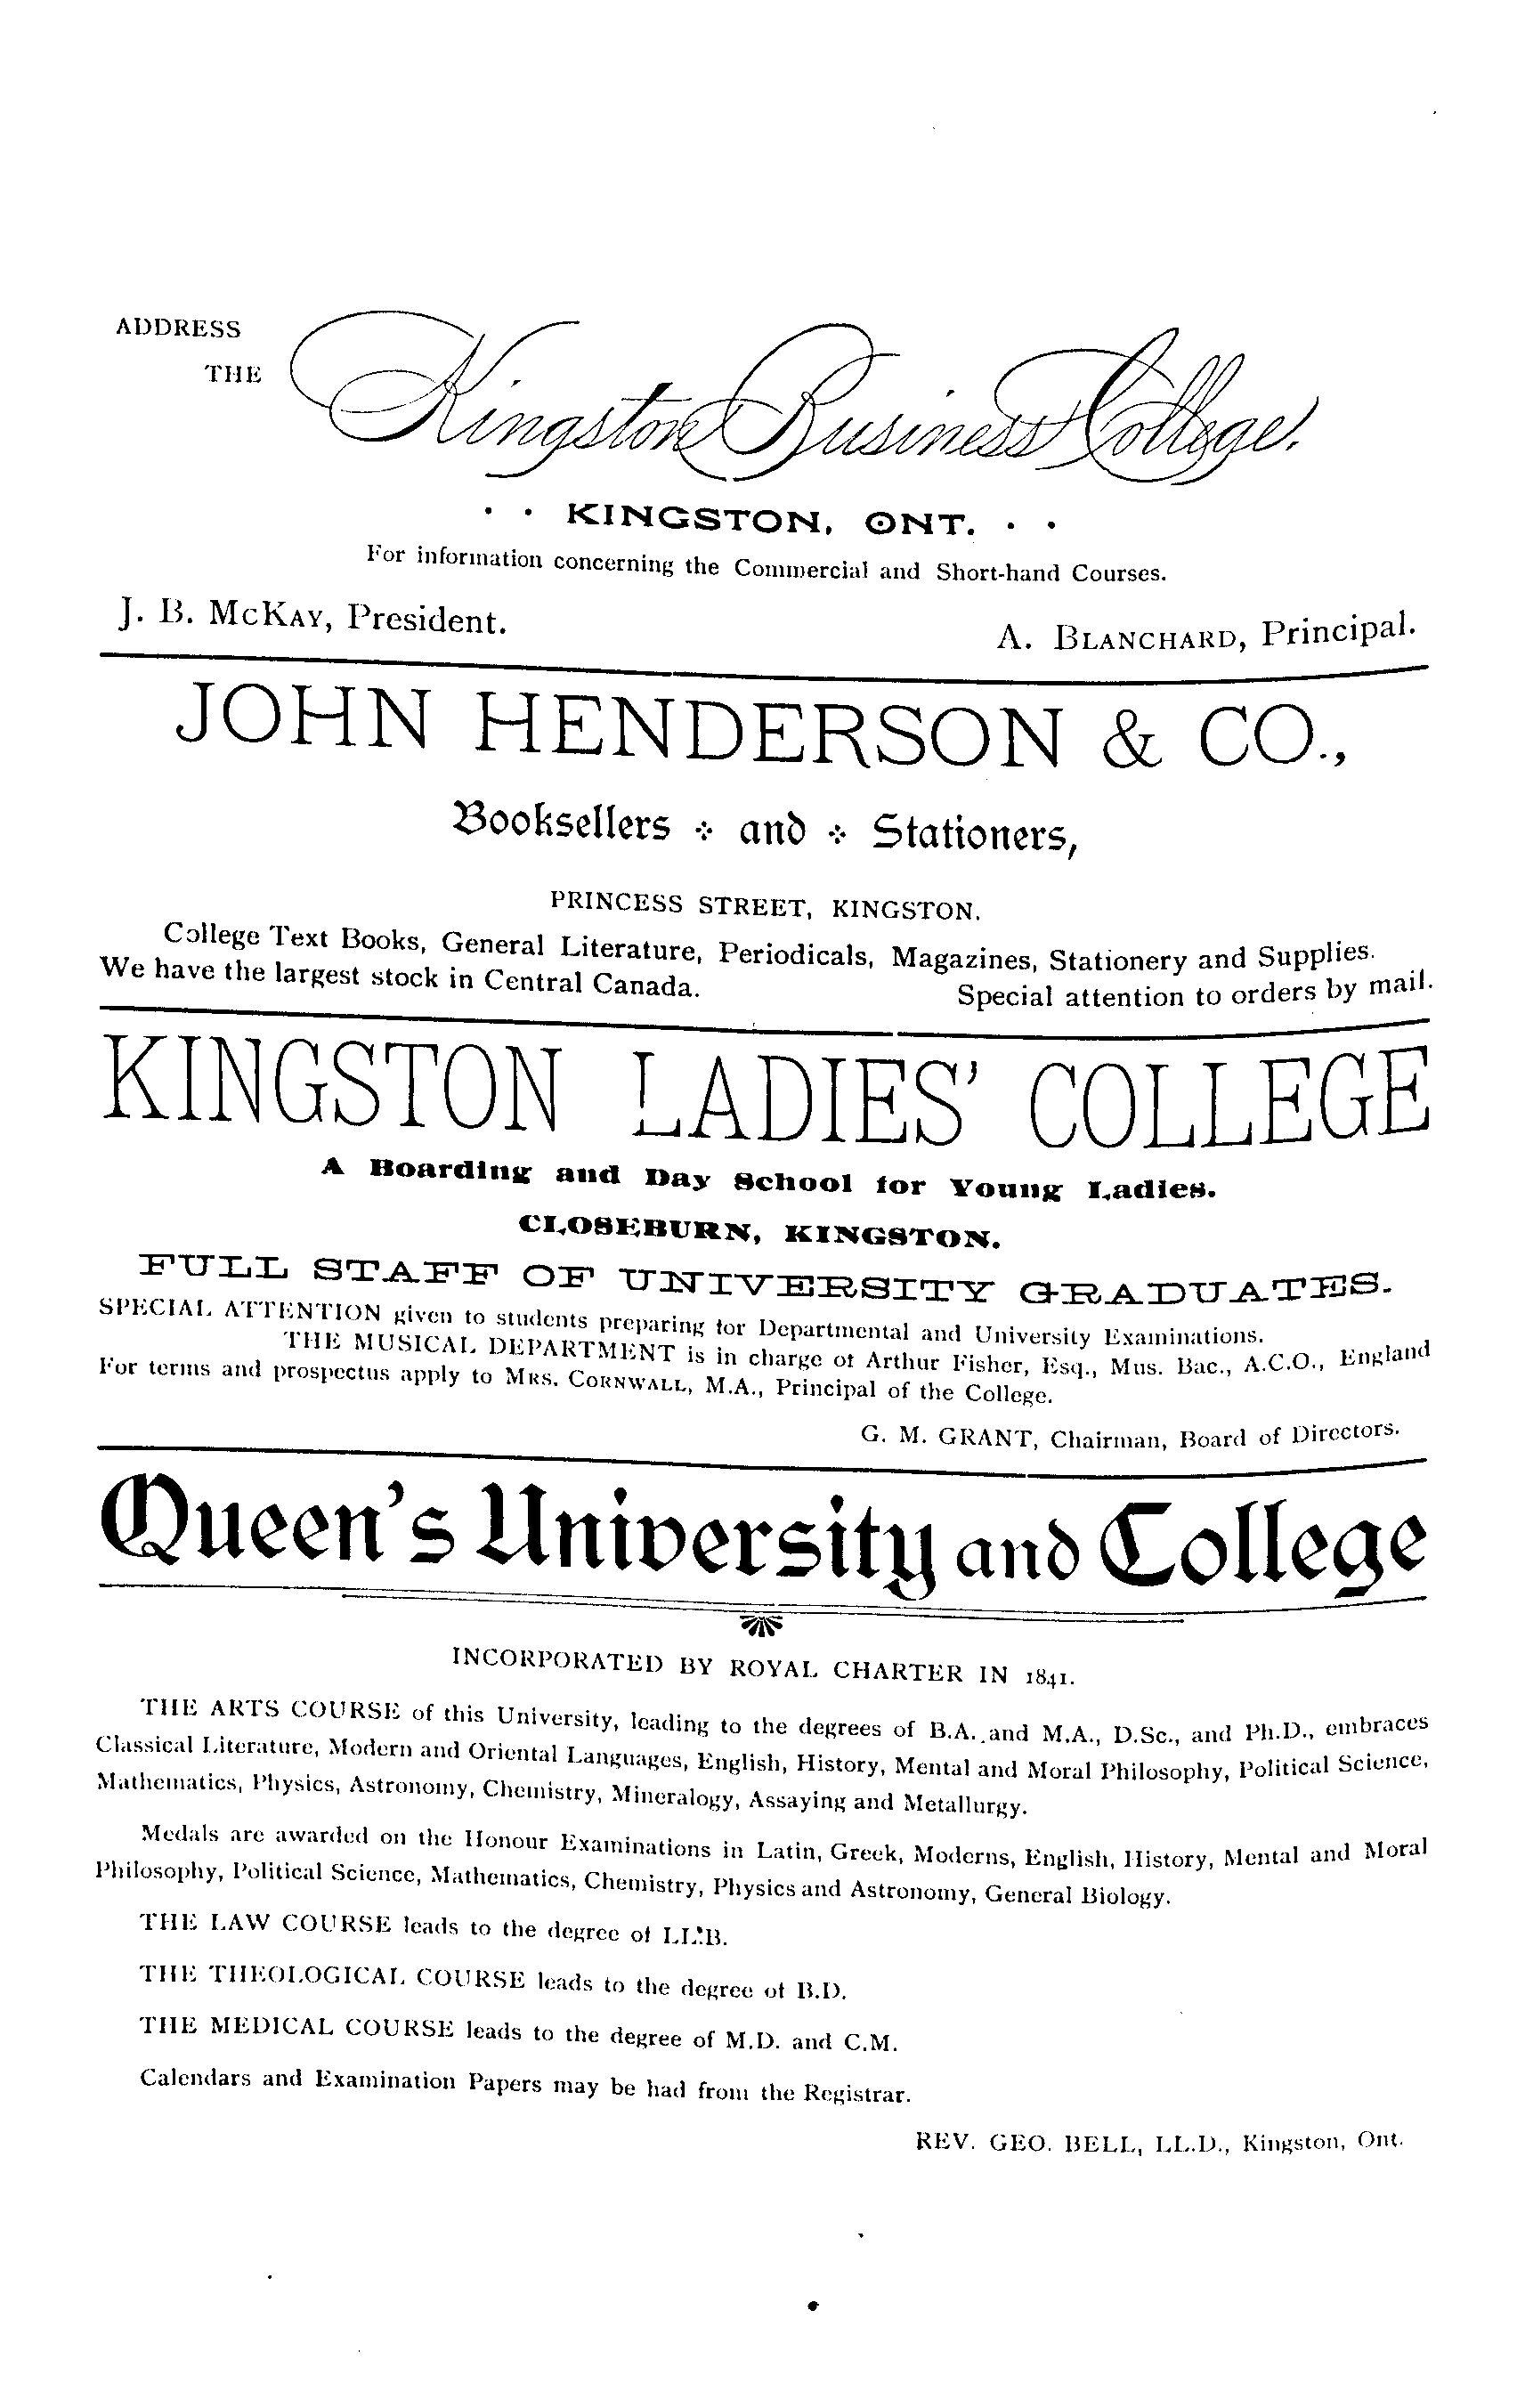 ADDRESS
THE
Kingston Business College,
KINGSTON, ONT.
For information concerning the Commercial and Short-hand Courses.
J. B. McKAY, President.
A. BLANCHARD, Principal.
JOHN HENDERSON & CO.,
Booksellers and Stationers,
PRINCESS STREET, KINGSTON.
College Text Books, General Literature, Periodicals, Magazines, Stationery and Supplies.
We have the largest stock in Central Canada. Special attention to orders by mail.
KINGSTON LADIES' COLLEGE
A Boarding and Day School for Young Ladies.
CLOSEBURN, KINGSTON.
FULL STAFF OF UNIVERSITY GRADUATES.
SPECIAL ATTENTION given to students preparing for Departmental and University Examinations.
THE MUSICAL DEPARTMENT is in charge of Arthur Fisher, Esq., Mus. Bac., A.C.O., England
For terms and prospectus apply to MRS. CORNWALL, M.A., Principal of the College.
G. M. GRANT, Chairman, Board of Directors.
Queen's University and College
INCORPORATED BY ROYAL CHARTER IN 1841.
THE ARTS COURSE of this University, leading to the degrees of B.A. and M.A., D.Sc., and Ph.D., embraces
Classical Literature, Modern and Oriental Languages, English, History, Mental and Moral Philosophy, Political Science,
Mathematics, Physics, Astronomy, Chemistry, Mineralogy, Assaying and Metallurgy.
Medals are awarded on the Honour Examinations in Latin, Greek, Moderns, English, History, Mental and Moral
Philosophy, Political Science, Mathematics, Chemistry, Physics and Astronomy, General Biology.
THE LAW COURSE leads to the degree of LL.B.
THE THEOLOGICAL COURSE leads to the degree of B.D.
THE MEDICAL COURSE leads to the degree of M.D. and C.M.
Calendars and Examination Papers may be had from the Registrar.
REV. GEO. BELL, LL.D., Kingston, Ont.